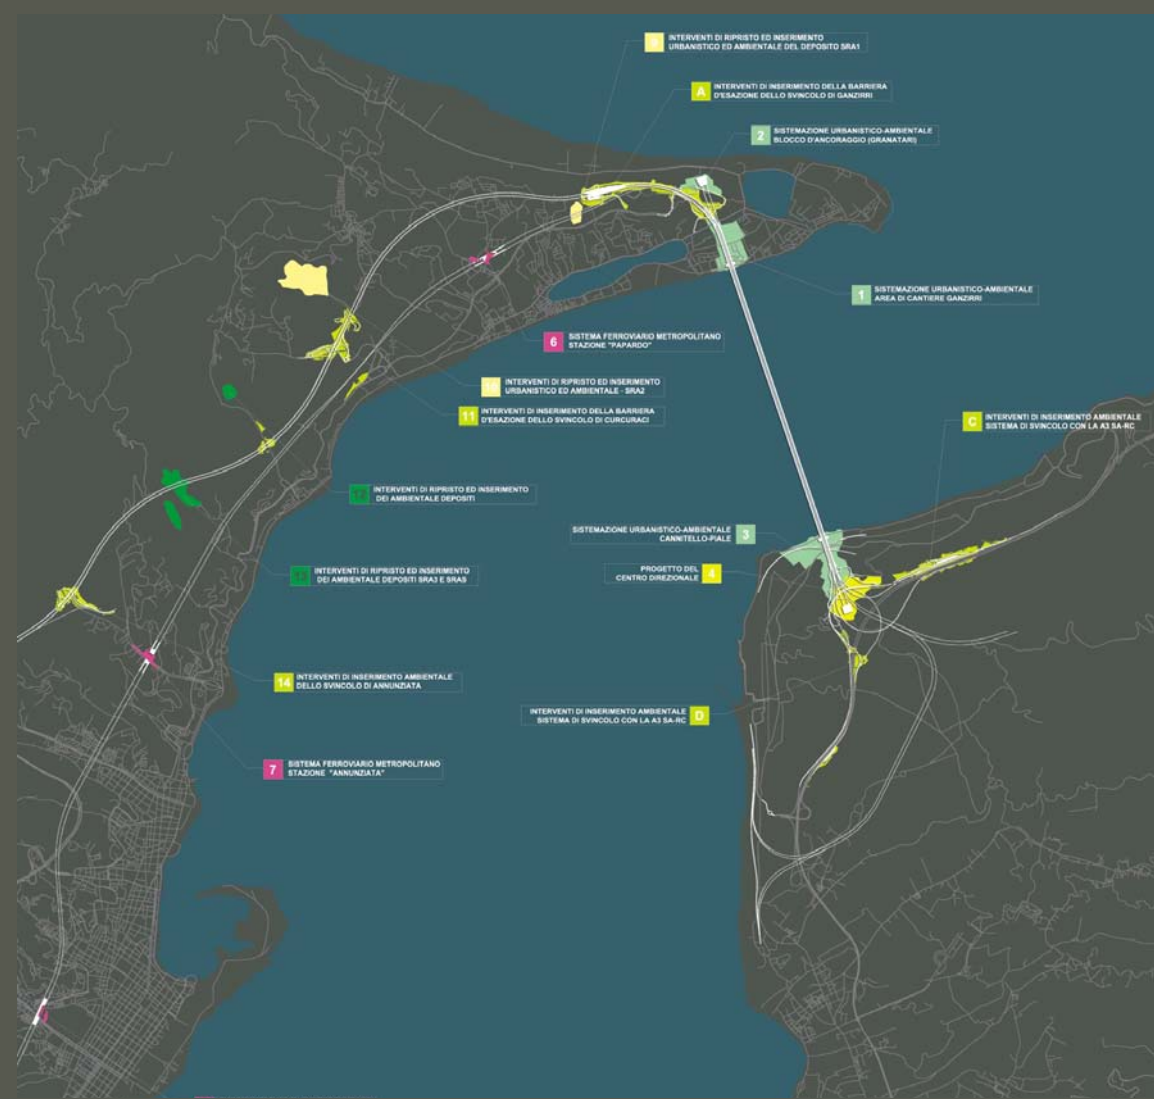 9
INTERVENTI DI RIPRISTO ED INSERIMENTO
URBANISTICO ED AMBIENTALE DEL DEPOSITO SRA1
A
INTERVENTI DI INSERIMENTO DELLA BARRIERA
D'ESAZIONE DELLO SVINCOLO DI GANZIRRI
2
SISTEMAZIONE URBANISTICO-AMBIENTALE
BLOCCO D'ANCORAGGIO (GRANATARI)
1
SISTEMAZIONE URBANISTICO-AMBIENTALE
AREA DI CANTIERE GANZIRRI
6
SISTEMA FERROVIARIO METROPOLITANO
STAZIONE "PAPARDO"
10
INTERVENTI DI RIPRISTO ED INSERIMENTO
URBANISTICO ED AMBIENTALE - SRA2
11
INTERVENTI DI INSERIMENTO DELLA BARRIERA
D'ESAZIONE DELLO SVINCOLO DI CURCURACI
C
INTERVENTI DI INSERIMENTO AMBIENTALE
SISTEMA DI SVINCOLO CON LA A3 SA-RC
INTERVENTI DI RIPRISTO ED INSERIMENTO
DEI AMBIENTALE DEPOSITI
SISTEMAZIONE URBANISTICO-AMBIENTALE
CANNITELLO-PIALE
3
PROGETTO DEL
CENTRO DIREZIONALE
4
INTERVENTI DI RIPRISTO ED INSERIMENTO
DEI AMBIENTALE DEPOSITI SRA3 E SRAS
14
INTERVENTI DI INSERIMENTO AMBIENTALE
DELLO SVINCOLO DI ANNUNZIATA
INTERVENTI DI INSERIMENTO AMBIENTALE
SISTEMA DI SVINCOLO CON LA A3 SA-RC
D
7
SISTEMA FERROVIARIO METROPOLITANO
STAZIONE "ANNUNZIATA"